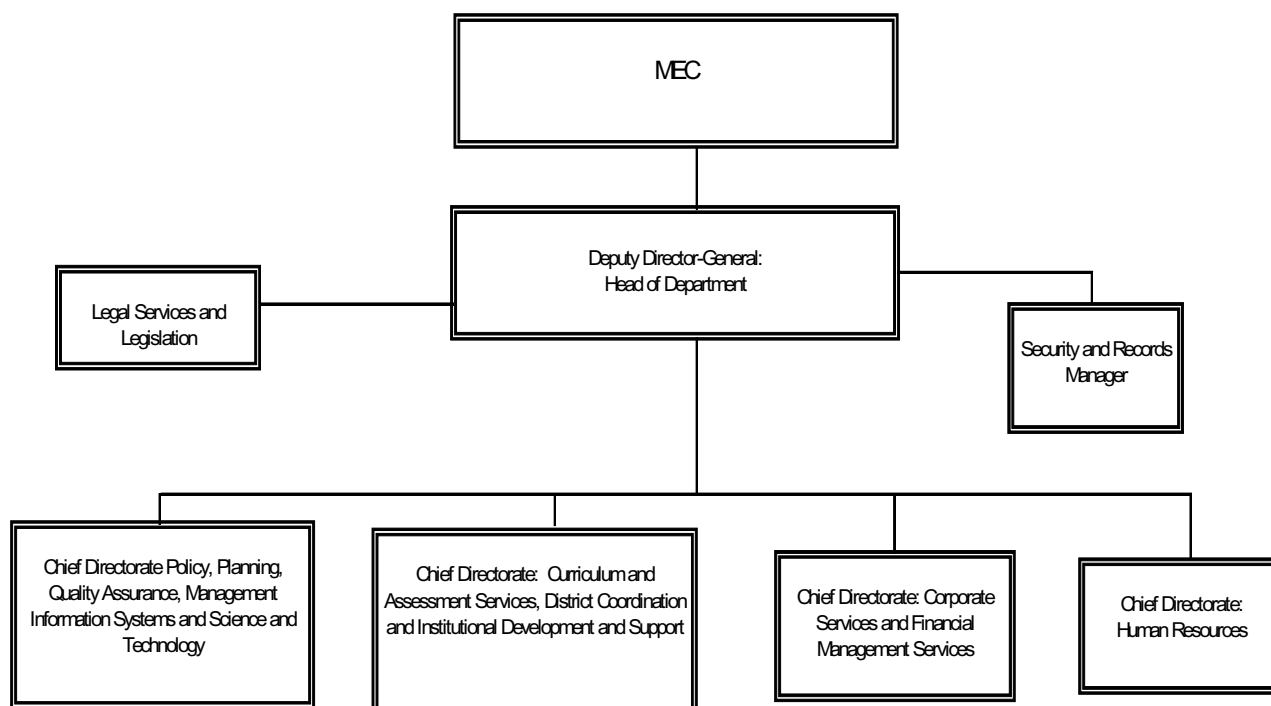 MEC
Deputy Director-General:
Head of Department
Legal Services and
Legislation
Security and Records
Manager
Chief Directorate Policy, Planning,
Quality Assurance, Management
Information Systems and Science and
Technology
Chief Directorate: Curriculum and
Assessment Services, District Coordination
and Institutional Development and Support
Chief Directorate: Corporate
Services and Financial
Management Services
Chief Directorate:
Human Resources